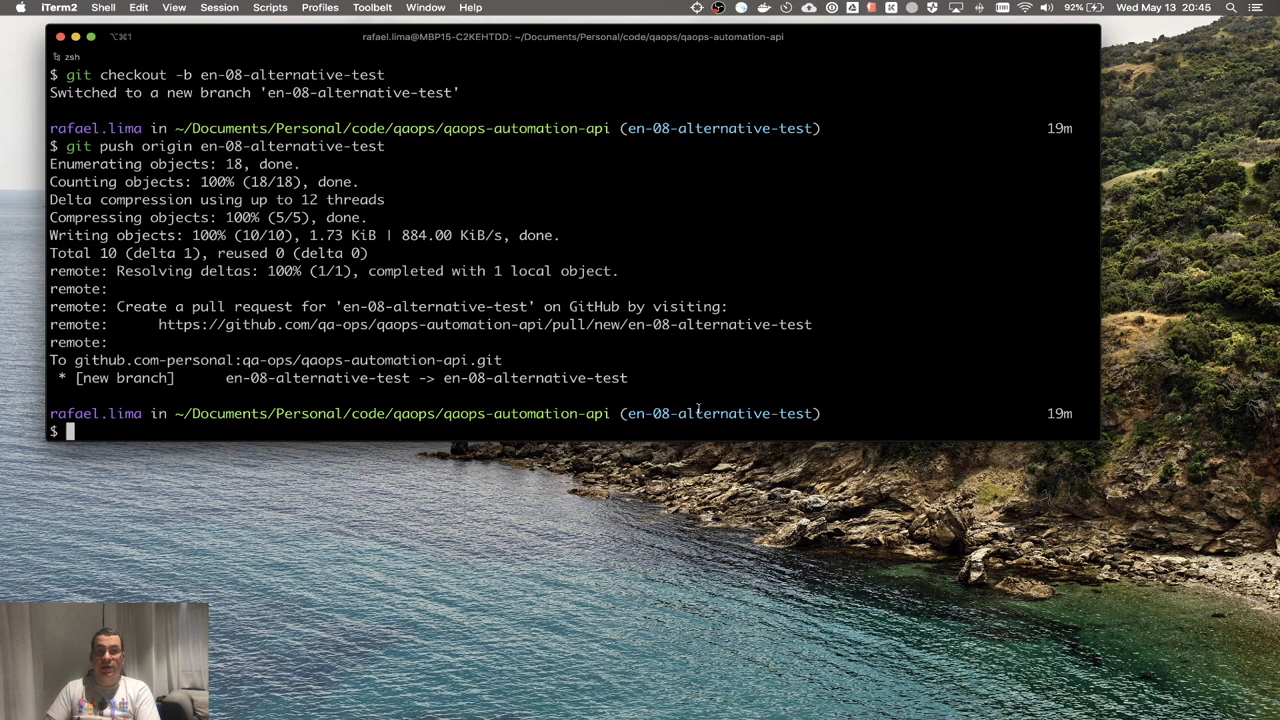 iTerm2 Shell Edit View Session Scripts Profiles Toolbelt Window Help 92% Wed May 13 20:45
⌥⌘1 rafael.lima@MBP15-C2KEHTDD: ~/Documents/Personal/code/qaops/qaops-automation-api
zsh
$ git checkout -b en-08-alternative-test
Switched to a new branch 'en-08-alternative-test'
rafael.lima in ~/Documents/Personal/code/qaops/qaops-automation-api (en-08-alternative-test) 19m
$ git push origin en-08-alternative-test
Enumerating objects: 18, done.
Counting objects: 100% (18/18), done.
Delta compression using up to 12 threads
Compressing objects: 100% (5/5), done.
Writing objects: 100% (10/10), 1.73 KiB | 884.00 KiB/s, done.
Total 10 (delta 1), reused 0 (delta 0)
remote: Resolving deltas: 100% (1/1), completed with 1 local object.
remote:
remote: Create a pull request for 'en-08-alternative-test' on GitHub by visiting:
remote:      https://github.com/qa-ops/qaops-automation-api/pull/new/en-08-alternative-test
remote:
To github.com-personal:qa-ops/qaops-automation-api.git
 * [new branch]      en-08-alternative-test -> en-08-alternative-test
rafael.lima in ~/Documents/Personal/code/qaops/qaops-automation-api (en-08-alternative-test) 19m
$